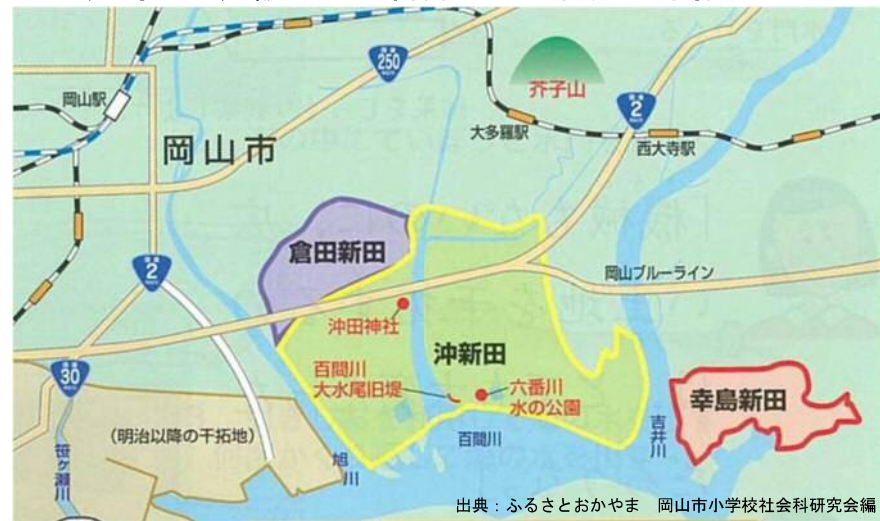 250
岡山駅
芥子山
2
大多羅駅
西大寺駅
岡山市
倉田新田
2
岡山ブルーライン
沖田神社
沖新田
百間川
大水尾旧堤
六番川
水の公園
30
幸島新田
(明治以降の干拓地)
百間川
吉井川
笹ヶ瀬川
旭川
出典：ふるさとおかやま　岡山市小学校社会科研究会編